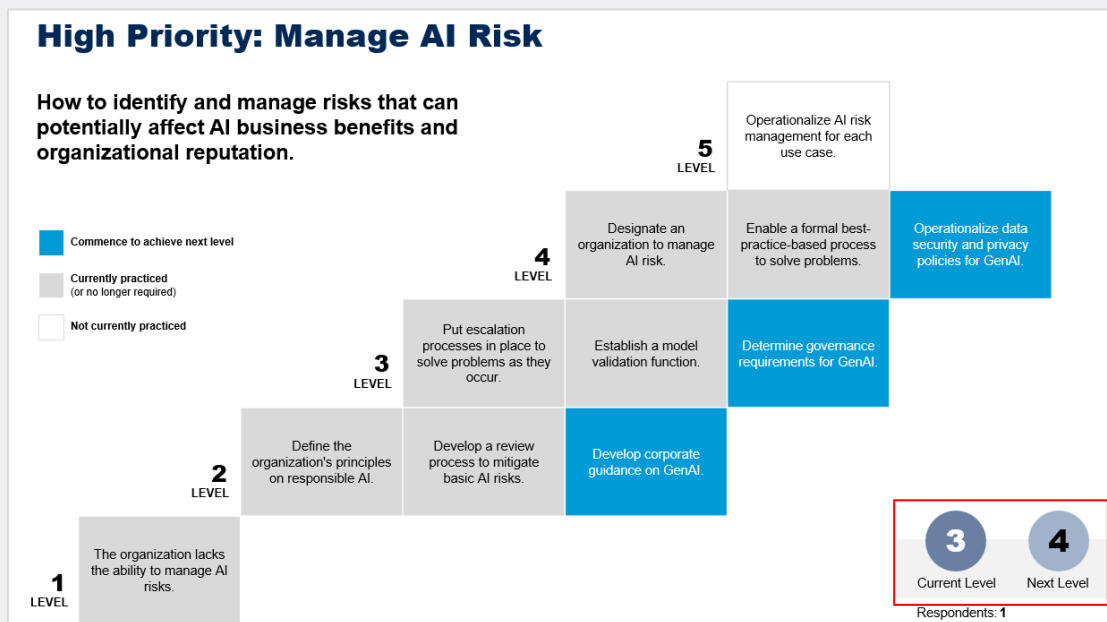 High Priority: Manage AI Risk
How to identify and manage risks that can
potentially affect AI business benefits and
organizational reputation.
Commence to achieve next level
Currently practiced
(or no longer required)
Not currently practiced
5
LEVEL
Operationalize AI risk
management for each
use case.
4
LEVEL
Designate an
organization to manage
AI risk.
Enable a formal best-
practice-based process
to solve problems.
Operationalize data
security and privacy
policies for GenAI.
3
LEVEL
Put escalation
processes in place to
solve problems as they
occur.
Establish a model
validation function.
Determine governance
requirements for GenAI.
2
LEVEL
Define the
organization's principles
on responsible AI.
Develop a review
process to mitigate
basic AI risks.
Develop corporate
guidance on GenAI.
1
LEVEL
The organization lacks
the ability to manage AI
risks.
3
Current Level
4
Next Level
Respondents: 1